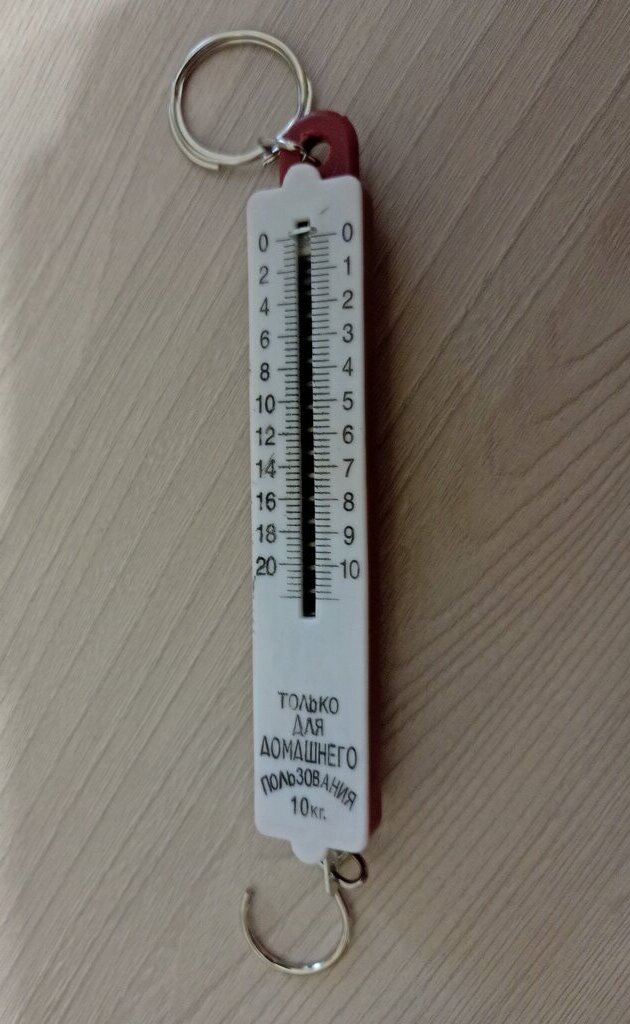 0 0
2 1
4 2
6 3
8 4
10 5
12 6
14 7
16 8
18 9
20 10
ТОЛЬКО
ДЛЯ
ДОМАШНЕГО
ПОЛЬЗОВАНИЯ
10кг.